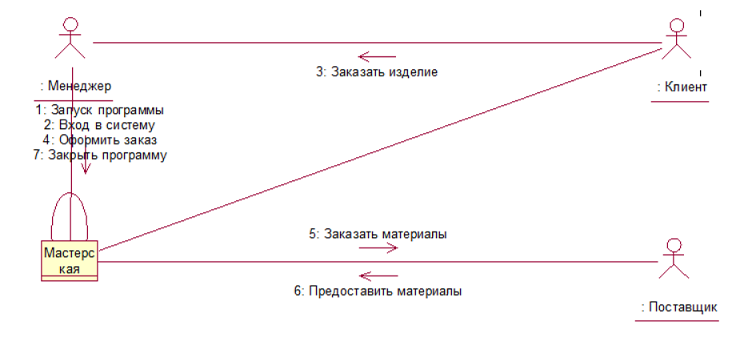 3: Заказать изделие
: Менеджер
: Клиент
1: Запуск программы
2: Вход в систему
4: Оформить заказ
7: Закрыть программу
5: Заказать материалы
Мастерс
кая
6: Предоставить материалы
: Поставщик